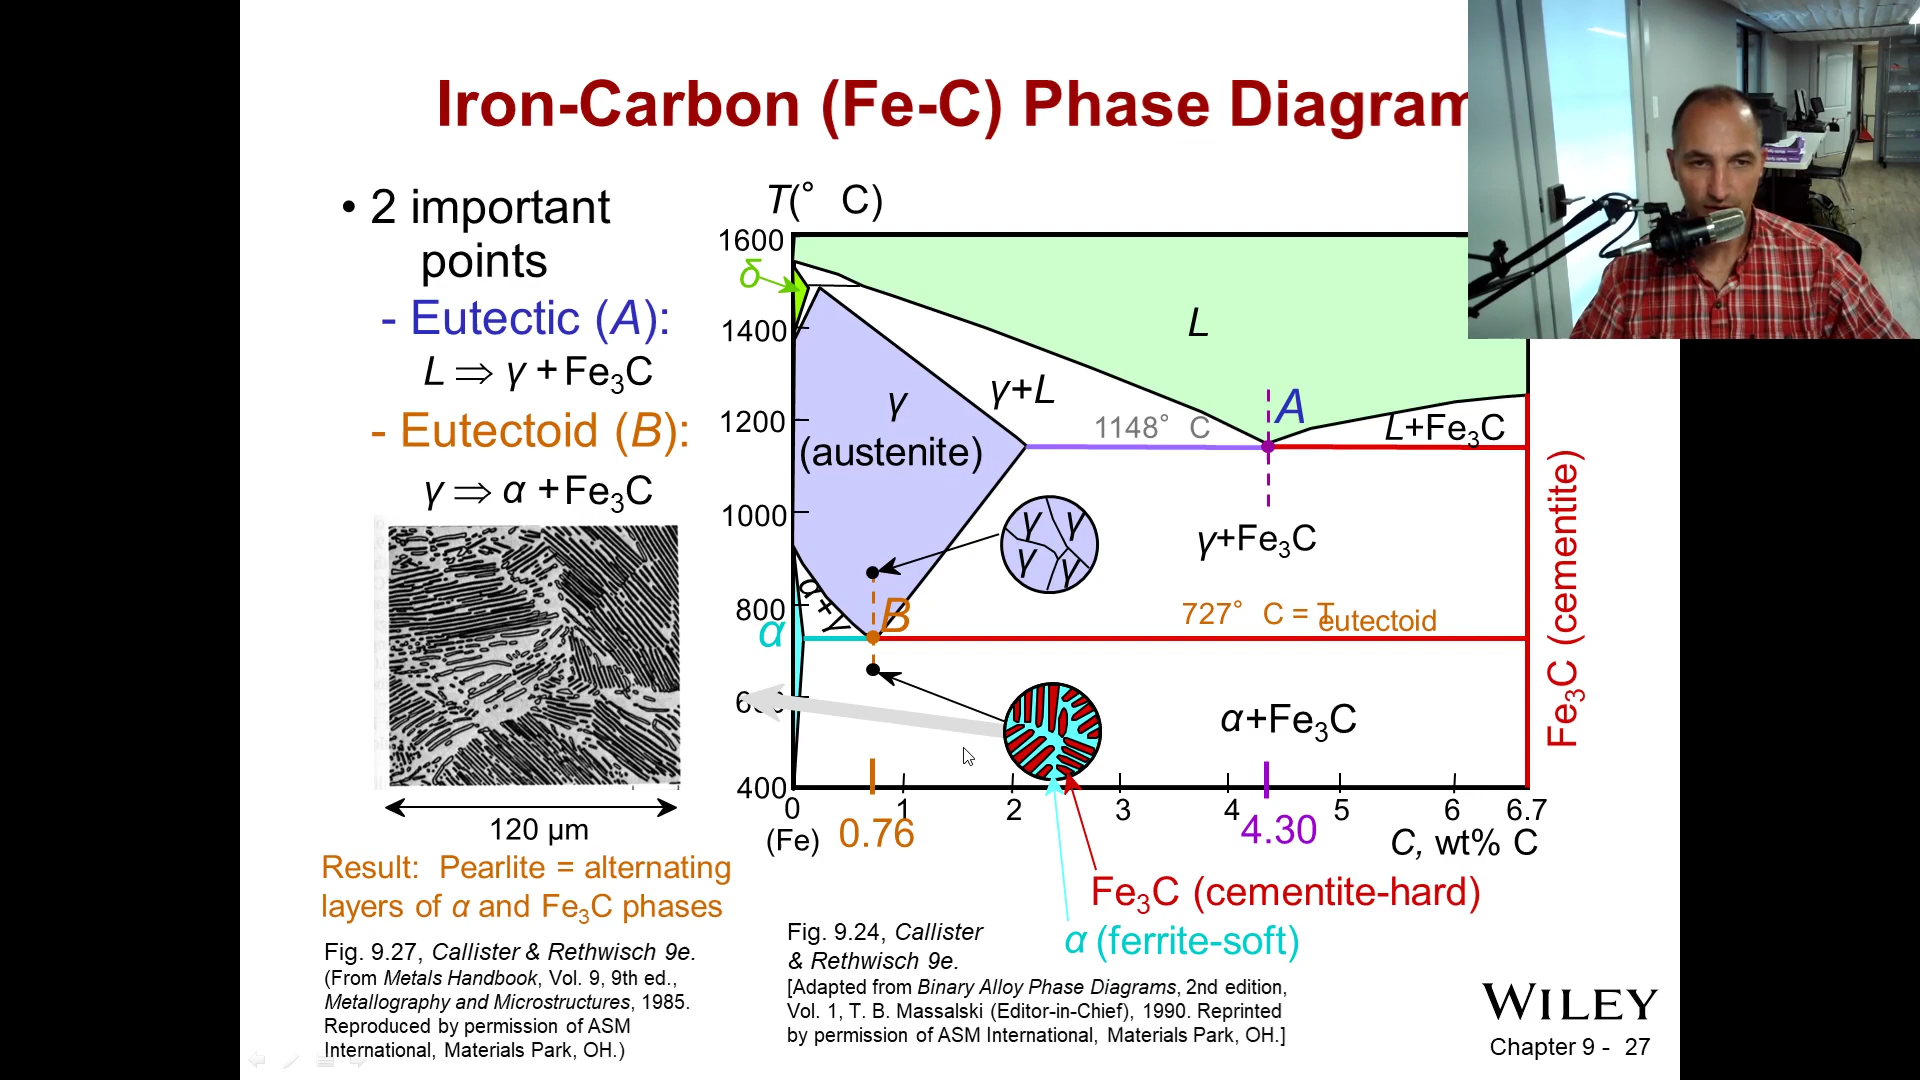 Iron-Carbon (Fe-C) Phase Diagram
• 2 important
points
- Eutectic (A):
L ⇒ γ + Fe₃C
- Eutectoid (B):
γ ⇒ α + Fe₃C
120 μm
Result: Pearlite = alternating
layers of α and Fe₃C phases
Fig. 9.27, Callister & Rethwisch 9e.
(From Metals Handbook, Vol. 9, 9th ed.,
Metallography and Microstructures, 1985.
Reproduced by permission of ASM
International, Materials Park, OH.)
T(° C)
1600
δ
1400
L
γ+L
γ
(austenite)
1200
1148° C
A
L+Fe₃C
1000
γ γ
γ γ
γ+Fe₃C
α+γ
800
B
727° C = Teutectoid
α
600
α+Fe₃C
400
Fe₃C (cementite)
0 1 2 3 4 5 6 6.7
(Fe) 0.76 4.30 C, wt% C
Fe₃C (cementite-hard)
α (ferrite-soft)
Fig. 9.24, Callister
& Rethwisch 9e.
[Adapted from Binary Alloy Phase Diagrams, 2nd edition,
Vol. 1, T. B. Massalski (Editor-in-Chief), 1990. Reprinted
by permission of ASM International, Materials Park, OH.]
WILEY
Chapter 9 - 27